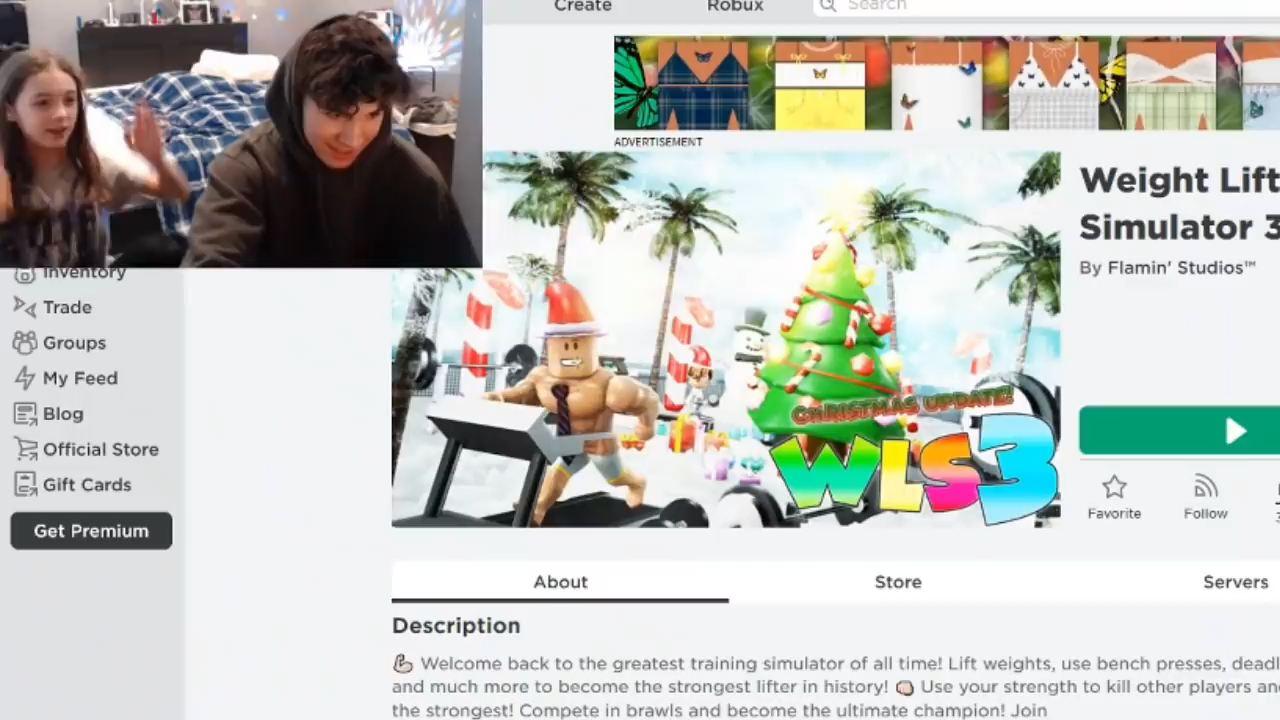 Create
Robux
Search
ADVERTISEMENT
Weight Lift
Simulator 3
By Flamin' Studios™
Inventory
Trade
Groups
My Feed
Blog
Official Store
Gift Cards
Get Premium
CHRISTMAS UPDATE!
WLS3
Favorite
Follow
About
Store
Servers
Description
💪 Welcome back to the greatest training simulator of all time! Lift weights, use bench presses, deadl
and much more to become the strongest lifter in history! 👊 Use your strength to kill other players an
the strongest! Compete in brawls and become the ultimate champion! Join